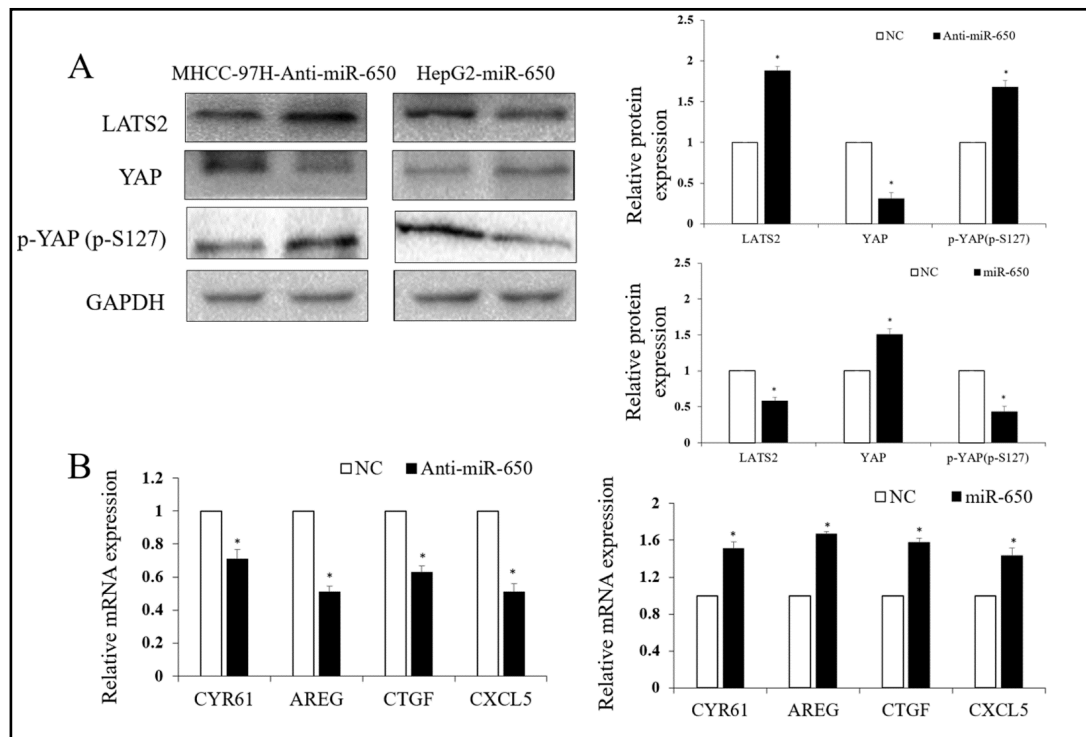 A
MHCC-97H-Anti-miR-650 HepG2-miR-650
LATS2
YAP
p-YAP (p-S127)
GAPDH
2.5
2
1.5
1
0.5
0
Relative protein
expression
NC Anti-miR-650
* * *
LATS2 YAP p-YAP(p-S127)
2.5
2
1.5
1
0.5
0
Relative protein
expression
NC miR-650
* * *
LATS2 YAP p-YAP(p-S127)
B
NC Anti-miR-650
1.2
1
0.8
0.6
0.4
0.2
0
Relative mRNA expression
* * * *
CYR61 AREG CTGF CXCL5
NC miR-650
2
1.6
1.2
0.8
0.4
0
Relative mRNA expression
* * * *
CYR61 AREG CTGF CXCL5